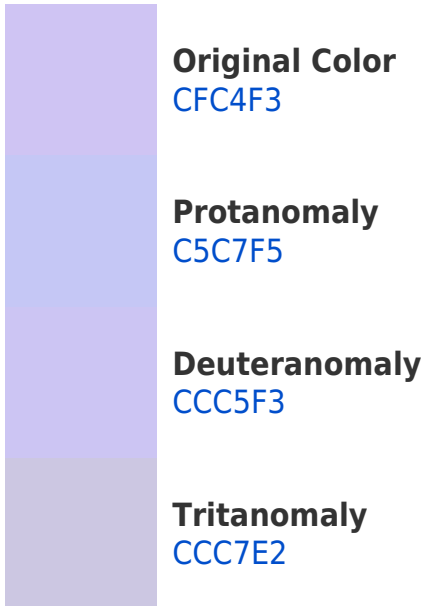 Original Color
CFC4F3
Protanomaly
C5C7F5
Deuteranomaly
CCC5F3
Tritanomaly
CCC7E2